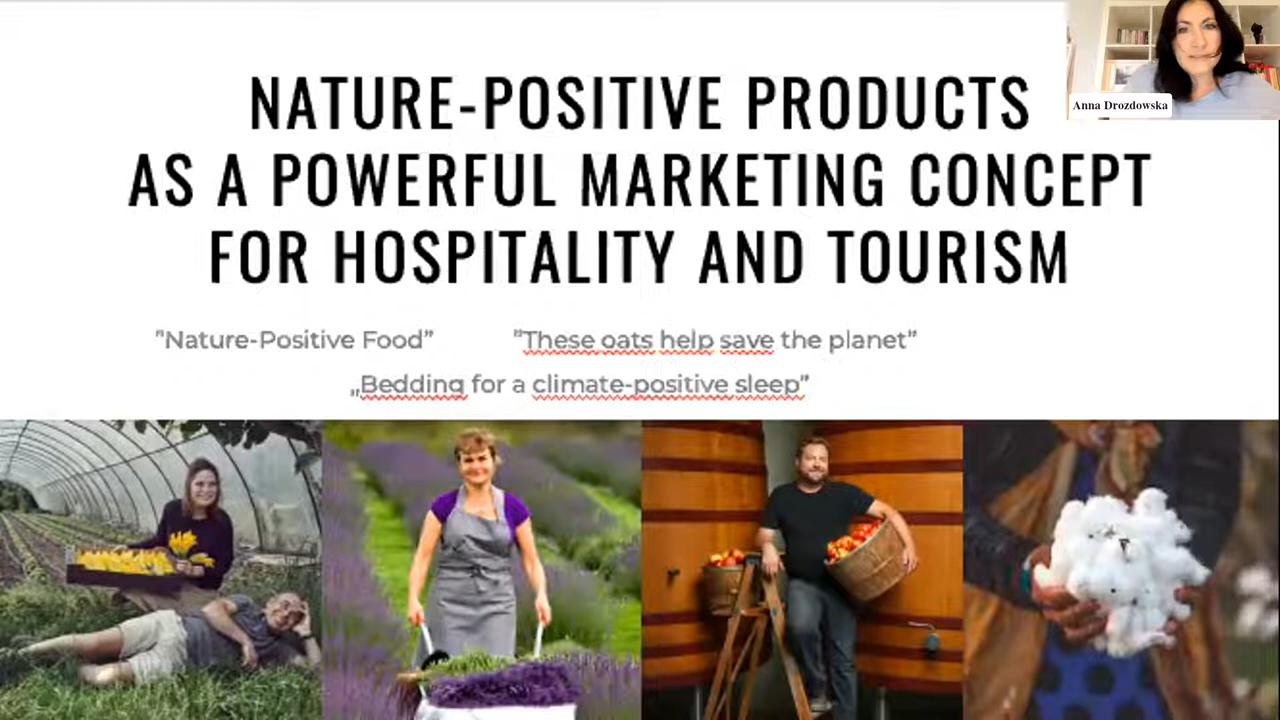 Anna Drozdowska
NATURE-POSITIVE PRODUCTS
AS A POWERFUL MARKETING CONCEPT
FOR HOSPITALITY AND TOURISM
"Nature-Positive Food” "These oats help save the planet”
„Bedding for a climate-positive sleep”